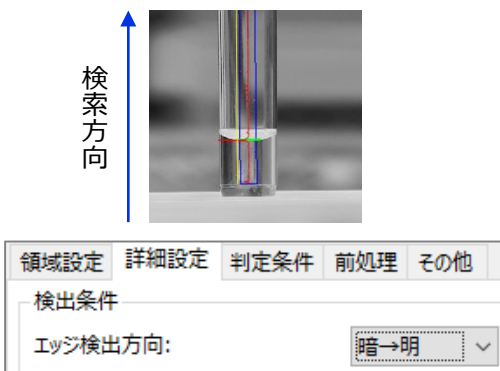 検索方向
領域設定 詳細設定 判定条件 前処理 その他
検出条件
エッジ検出方向: 暗→明